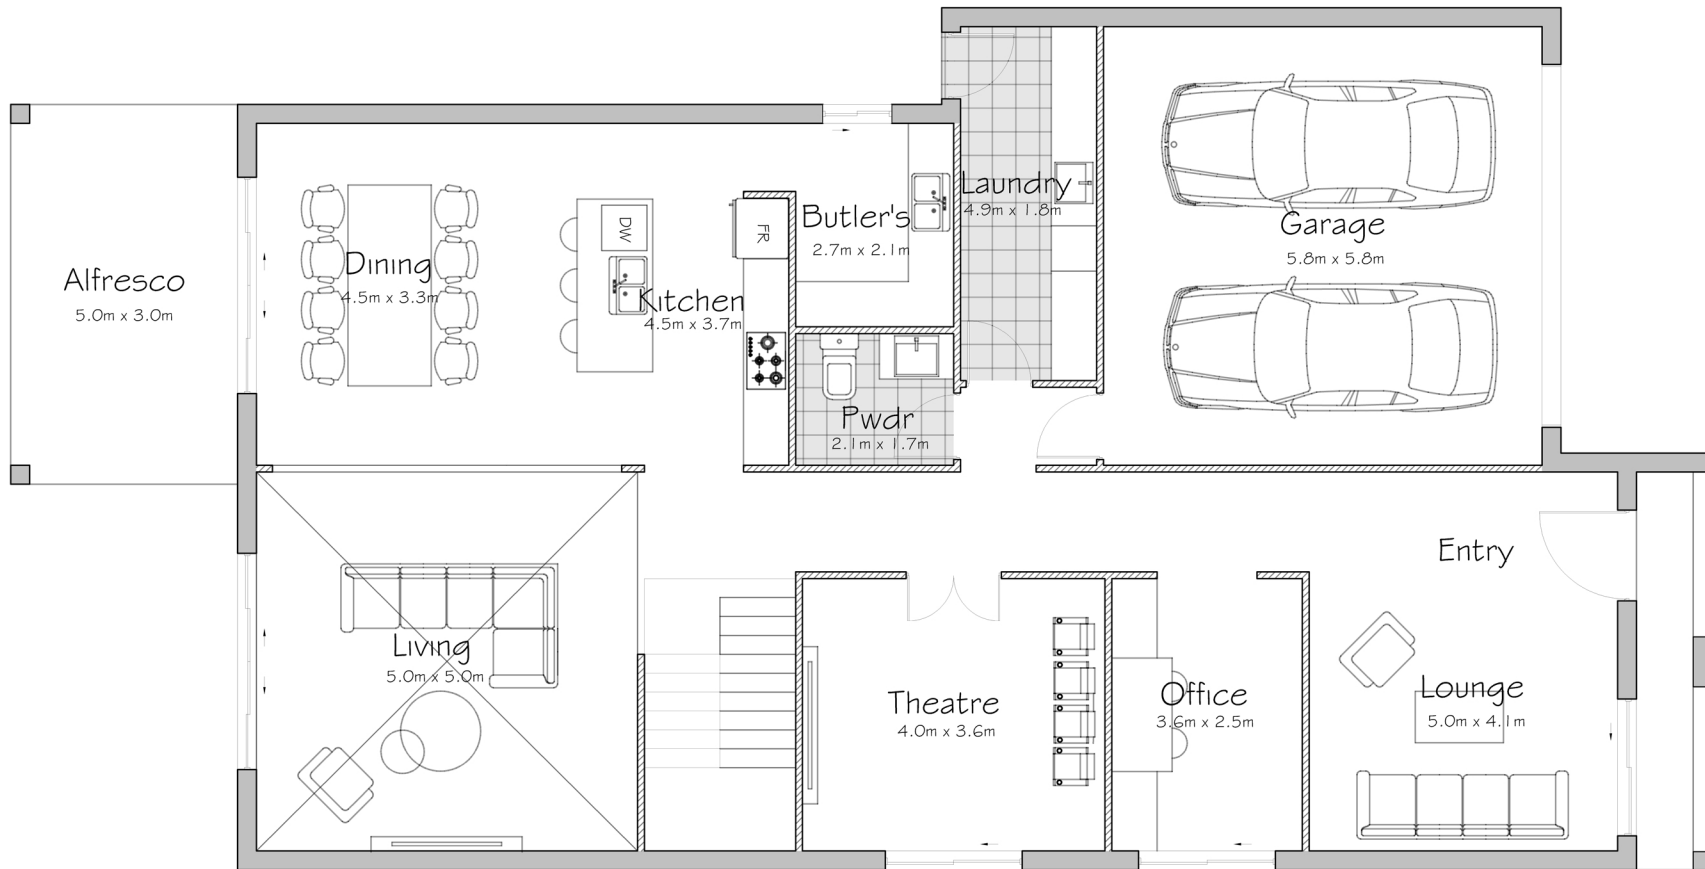 Alfresco
5.0m x 3.0m
Dining
4.5m x 3.3m
DW
Kitchen
4.5m x 3.7m
FR
Butler's
2.7m x 2.1m
Laundry
4.9m x 1.8m
Garage
5.8m x 5.8m
Pwdr
2.1m x 1.7m
Entry
Living
5.0m x 5.0m
Theatre
4.0m x 3.6m
Office
3.6m x 2.5m
Lounge
5.0m x 4.1m